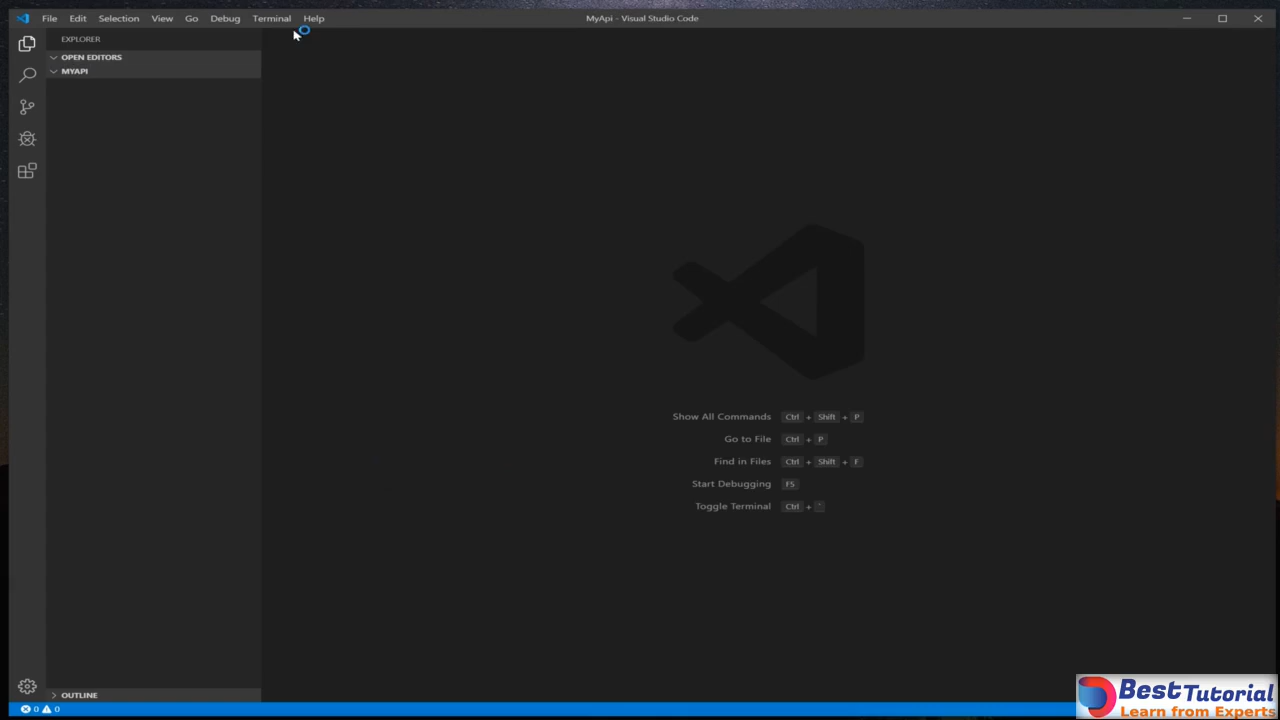 File Edit Selection View Go Debug Terminal Help
MyApi - Visual Studio Code
EXPLORER
OPEN EDITORS
MYAPI
Show All Commands Ctrl + Shift + P
Go to File Ctrl + P
Find in Files Ctrl + Shift + F
Start Debugging F5
Toggle Terminal Ctrl + `
OUTLINE
0 0
BestTutorial
Learn from Experts